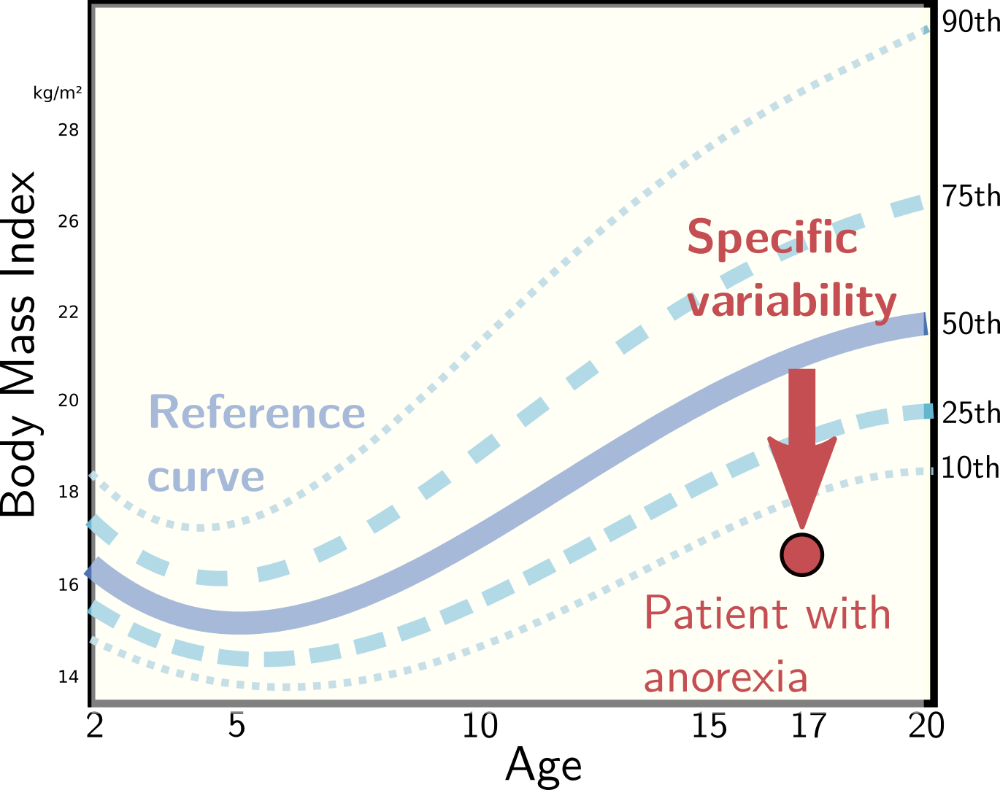 90th
kg/m²
28
75th
26
Specific
variability
22
50th
Reference
curve
20
25th
10th
18
16
Patient with
anorexia
14
Body Mass Index
2
5
10
15
17
20
Age